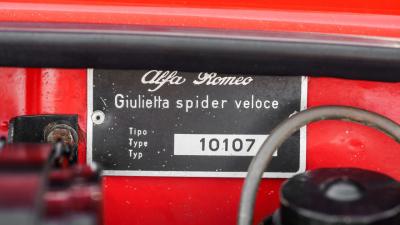 Alfa Romeo
Giulietta spider veloce
Tipo
Type 10107
Typ